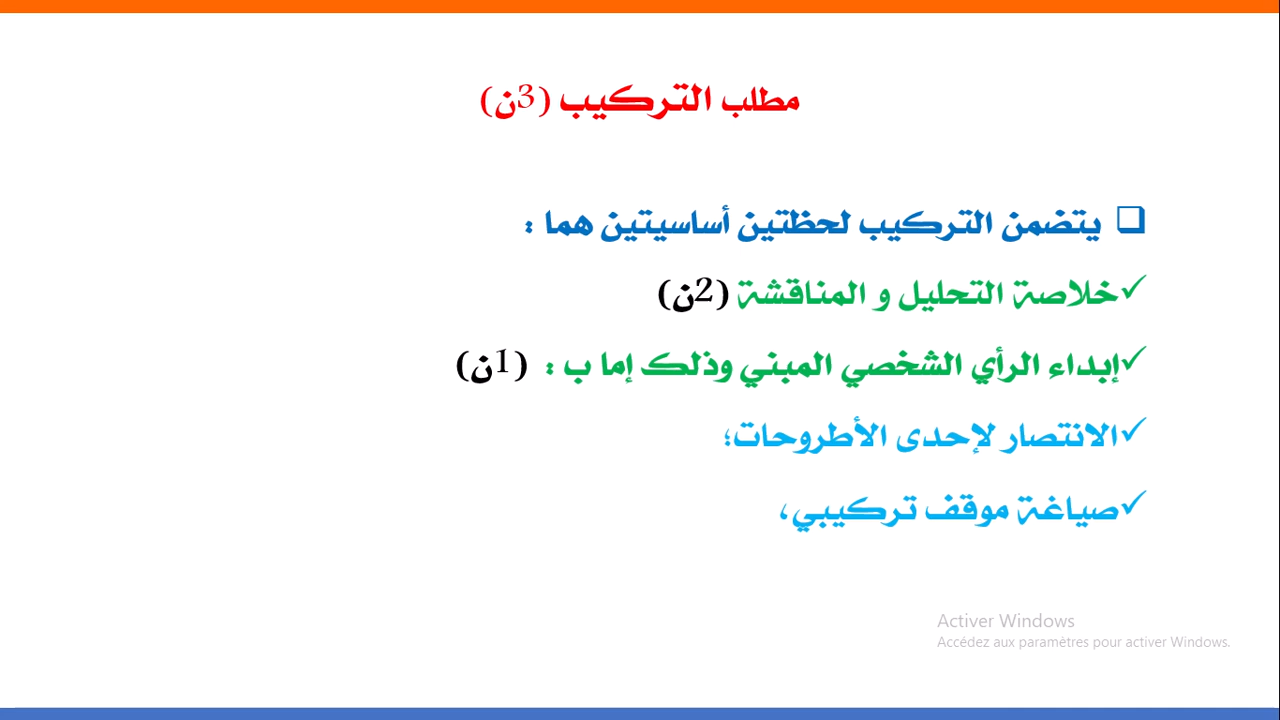 مطلب التركيب (3ن)
يتضمن التركيب لحظتين أساسيتين هما :
خلاصة التحليل و المناقشة (2ن)
إبداء الرأي الشخصي المبني وذلك إما ب : (1ن)
الانتصار لإحدى الأطروحات؛
صياغة موقف تركيبي،
Activer Windows
Accédez aux paramètres pour activer Windows.